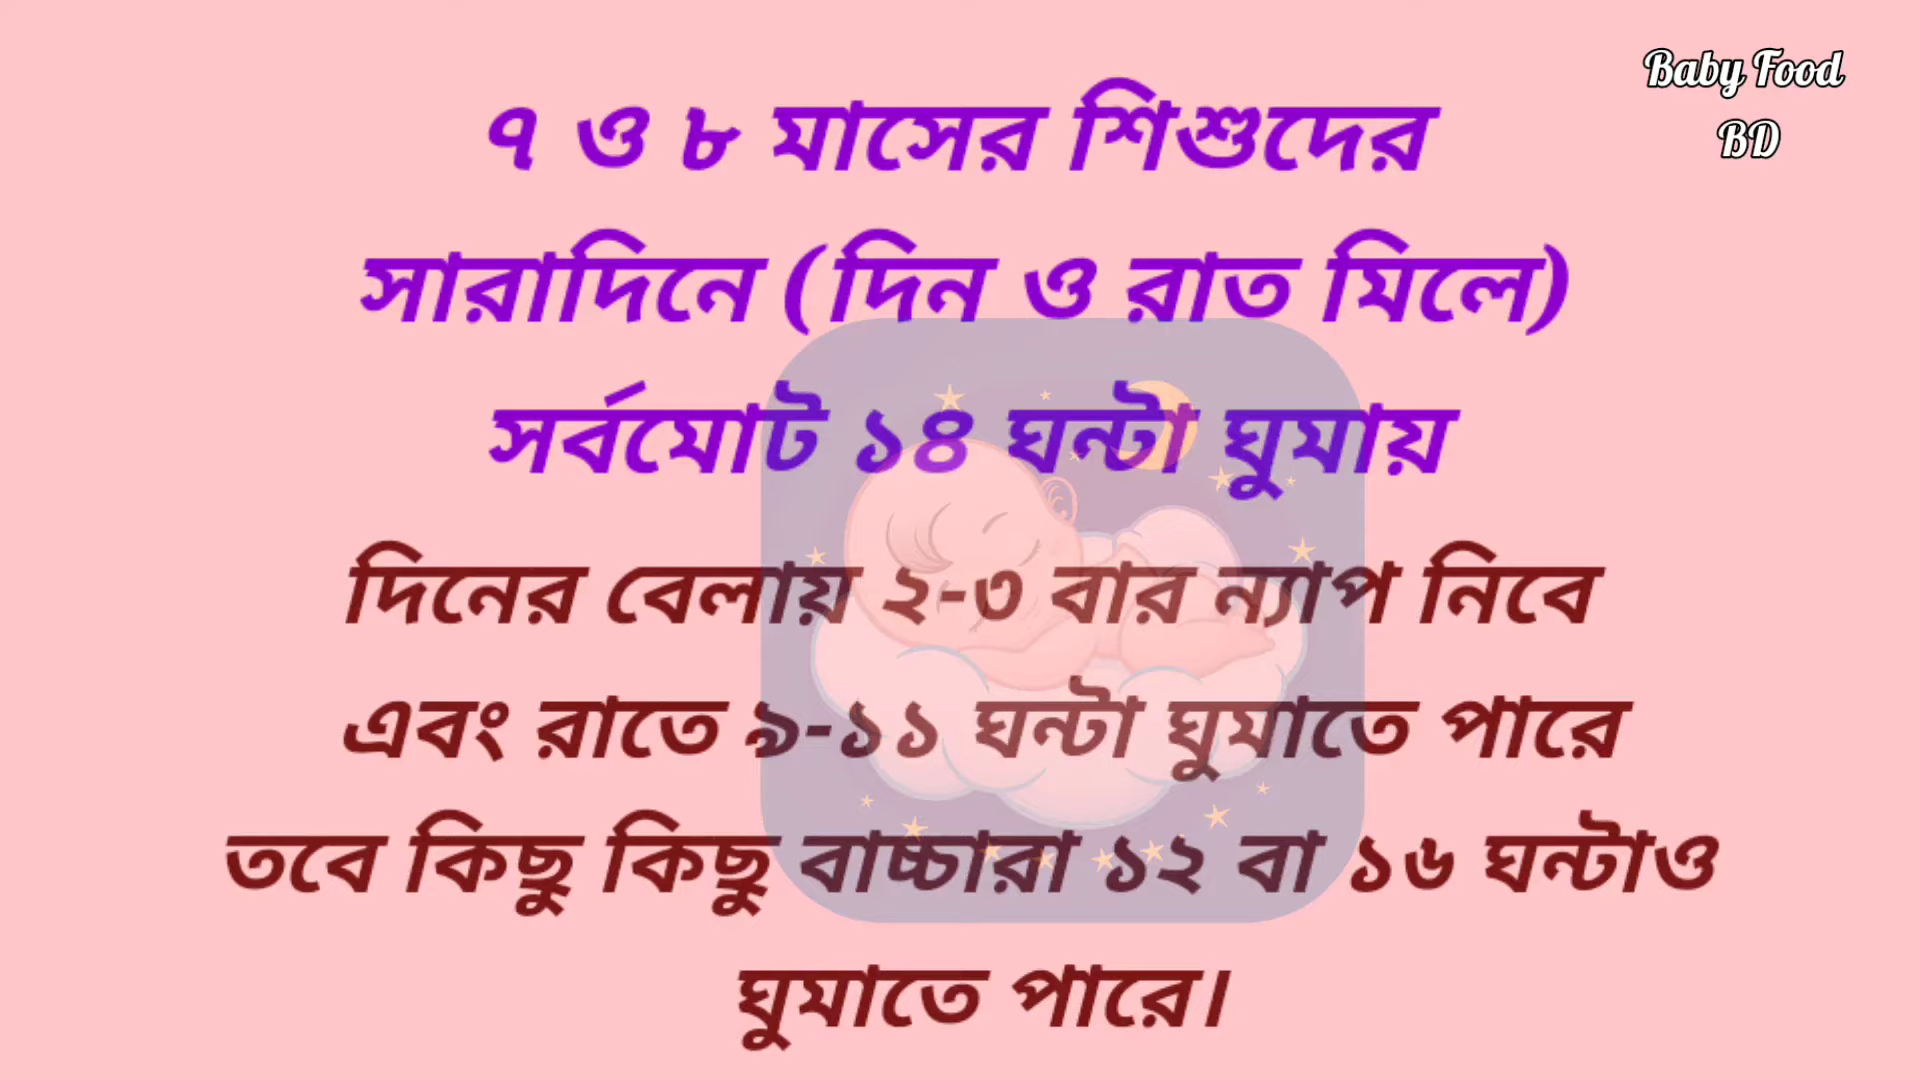 Baby Food
BD
৭ ও ৮ মাসের শিশুদের
সারাদিনে (দিন ও রাত মিলে)
সর্বমোট ১৪ ঘন্টা ঘুমায়
দিনের বেলায় ২-৩ বার ন্যাপ নিবে
এবং রাতে ৯-১১ ঘন্টা ঘুমাতে পারে
তবে কিছু কিছু বাচ্চারা ১২ বা ১৬ ঘন্টাও
ঘুমাতে পারে।